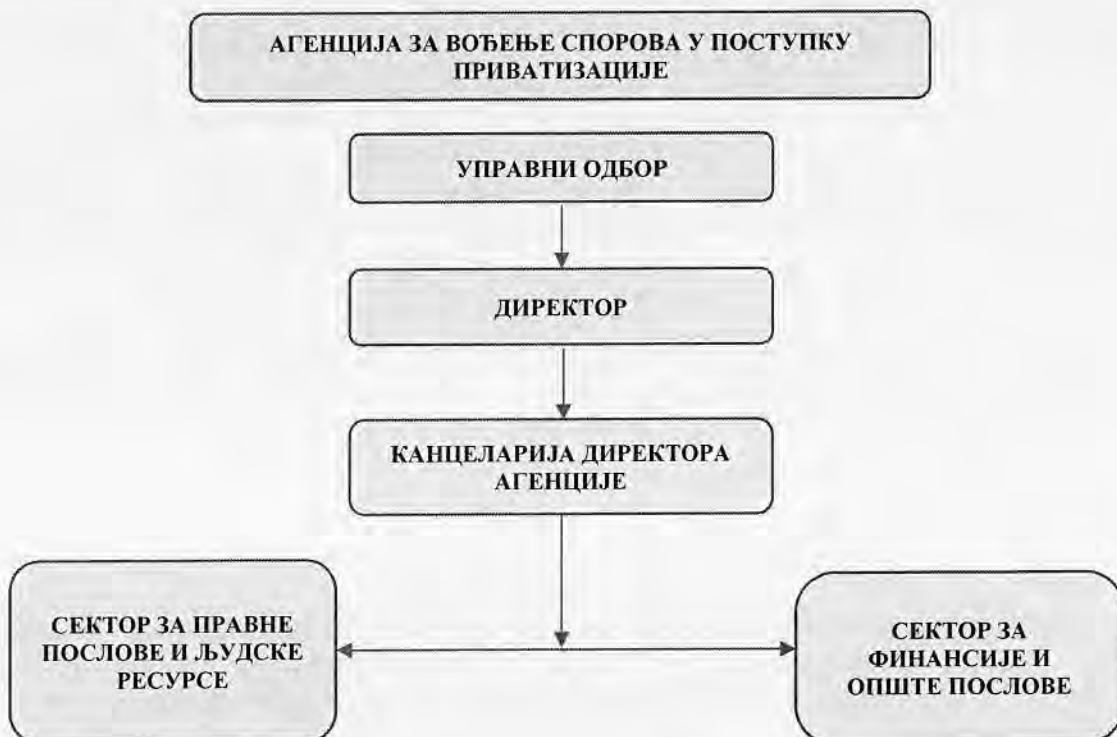 АГЕНЦИЈА ЗА ВОЂЕЊЕ СПОРОВА У ПОСТУПКУ
ПРИВАТИЗАЦИЈЕ
УПРАВНИ ОДБОР
ДИРЕКТОР
КАНЦЕЛАРИЈА ДИРЕКТОРА
АГЕНЦИЈЕ
СЕКТОР ЗА ПРАВНЕ
ПОСЛОВЕ И ЉУДСКЕ
РЕСУРСЕ
СЕКТОР ЗА
ФИНАНСИЈЕ И
ОПШТЕ ПОСЛОВЕ